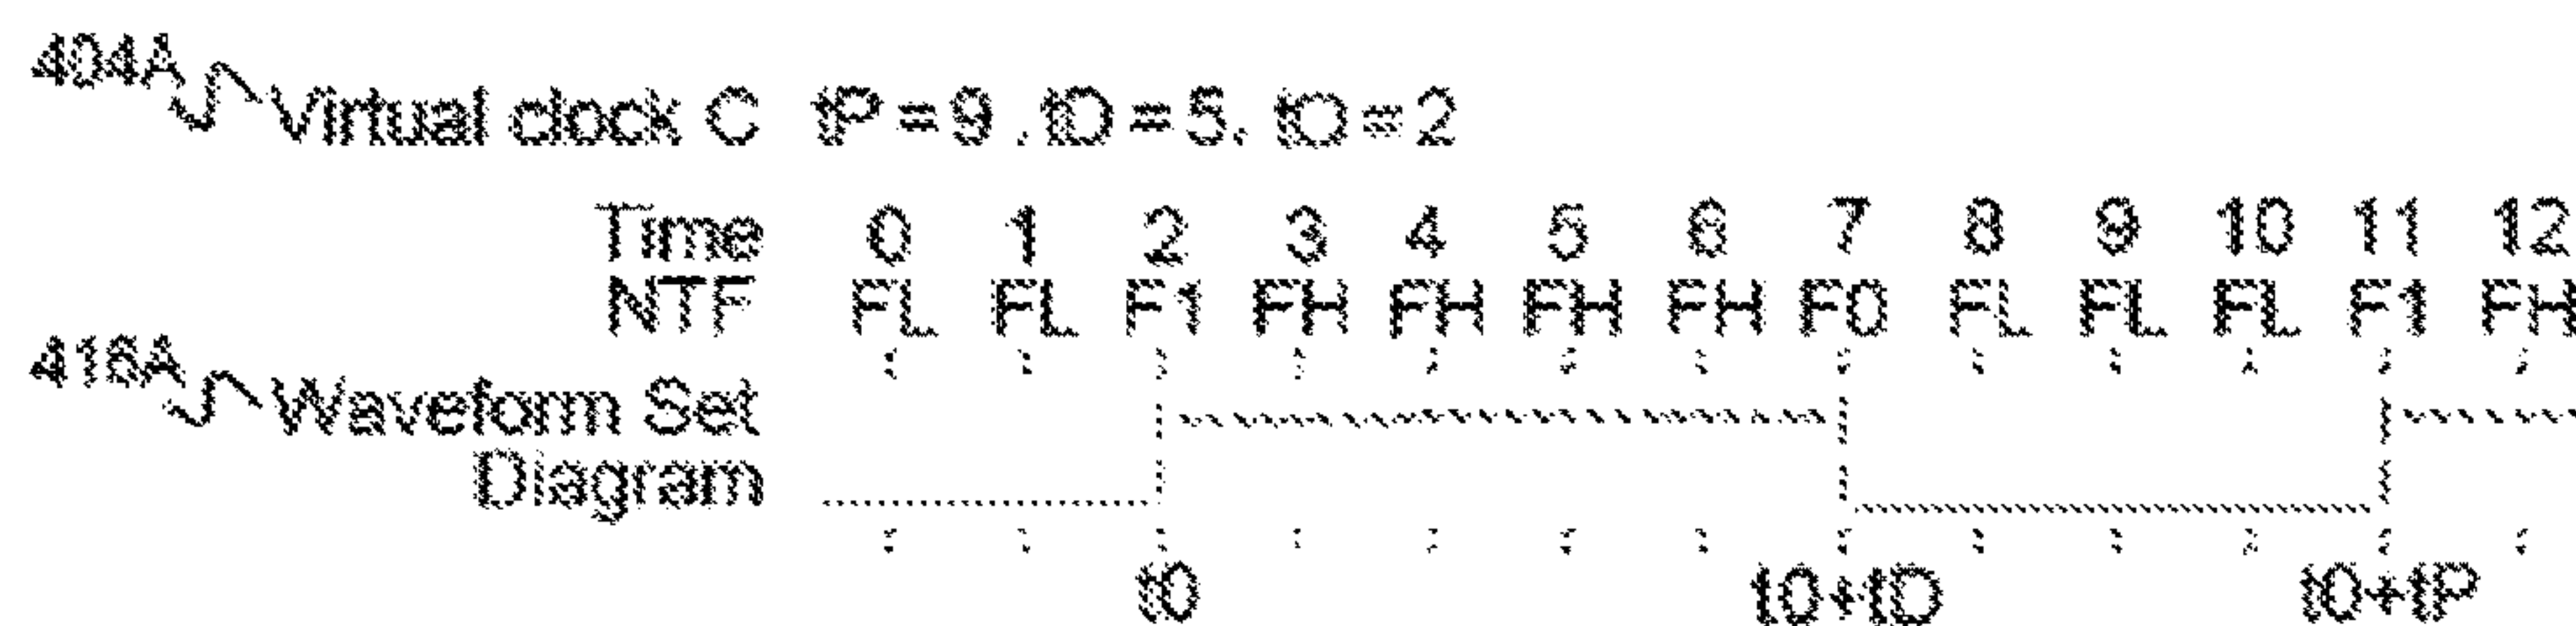 404A
Virtual clock C tP = 9, tD = 5, tO = 2
Time 0 1 2 3 4 5 6 7 8 9 10 11 12
NTF FL FL F1 FH FH FH FH F0 FL FL FL F1 FH
416A
Waveform Set
Diagram
t0 t0+tD t0+tP